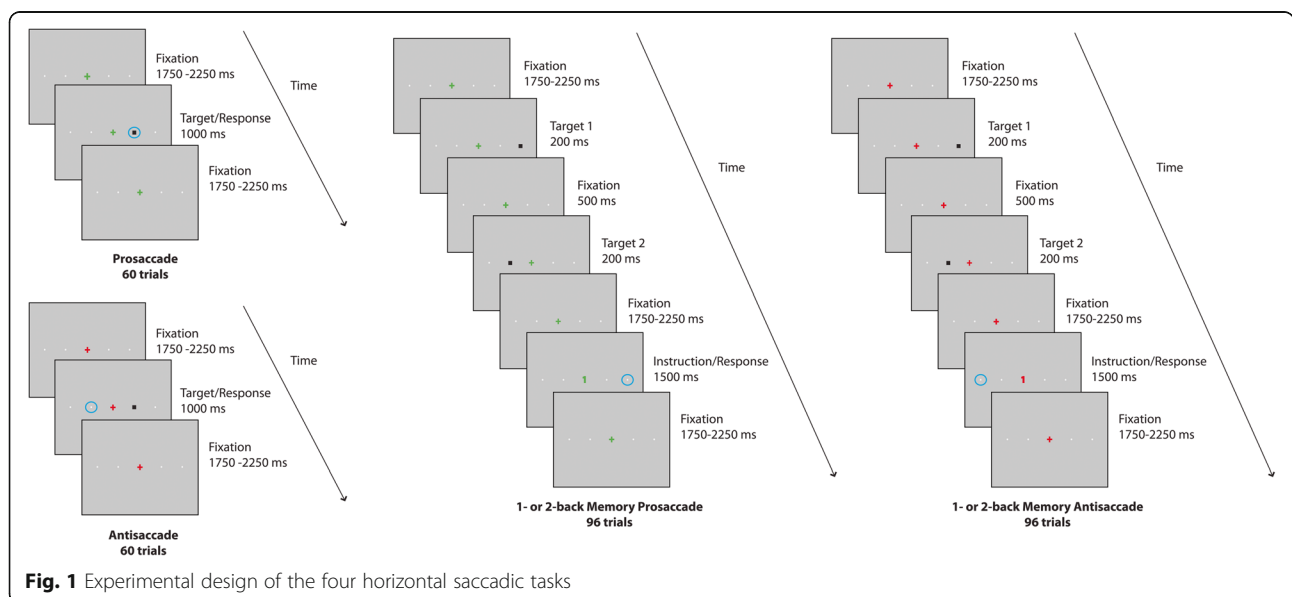 Fixation
1750 -2250 ms
Time
Target/Response
1000 ms
Fixation
1750 -2250 ms
Prosaccade
60 trials
Fixation
1750 -2250 ms
Time
Target/Response
1000 ms
Fixation
1750 -2250 ms
Antisaccade
60 trials
Fixation
1750-2250 ms
Target 1
200 ms
Time
Fixation
500 ms
Target 2
200 ms
Fixation
1750-2250 ms
Instruction/Response
1500 ms
1
Fixation
1750-2250 ms
1- or 2-back Memory Prosaccade
96 trials
Fixation
1750-2250 ms
Target 1
200 ms
Time
Fixation
500 ms
Target 2
200 ms
Fixation
1750-2250 ms
Instruction/Response
1500 ms
1
Fixation
1750-2250 ms
1- or 2-back Memory Antisaccade
96 trials
Fig. 1 Experimental design of the four horizontal saccadic tasks